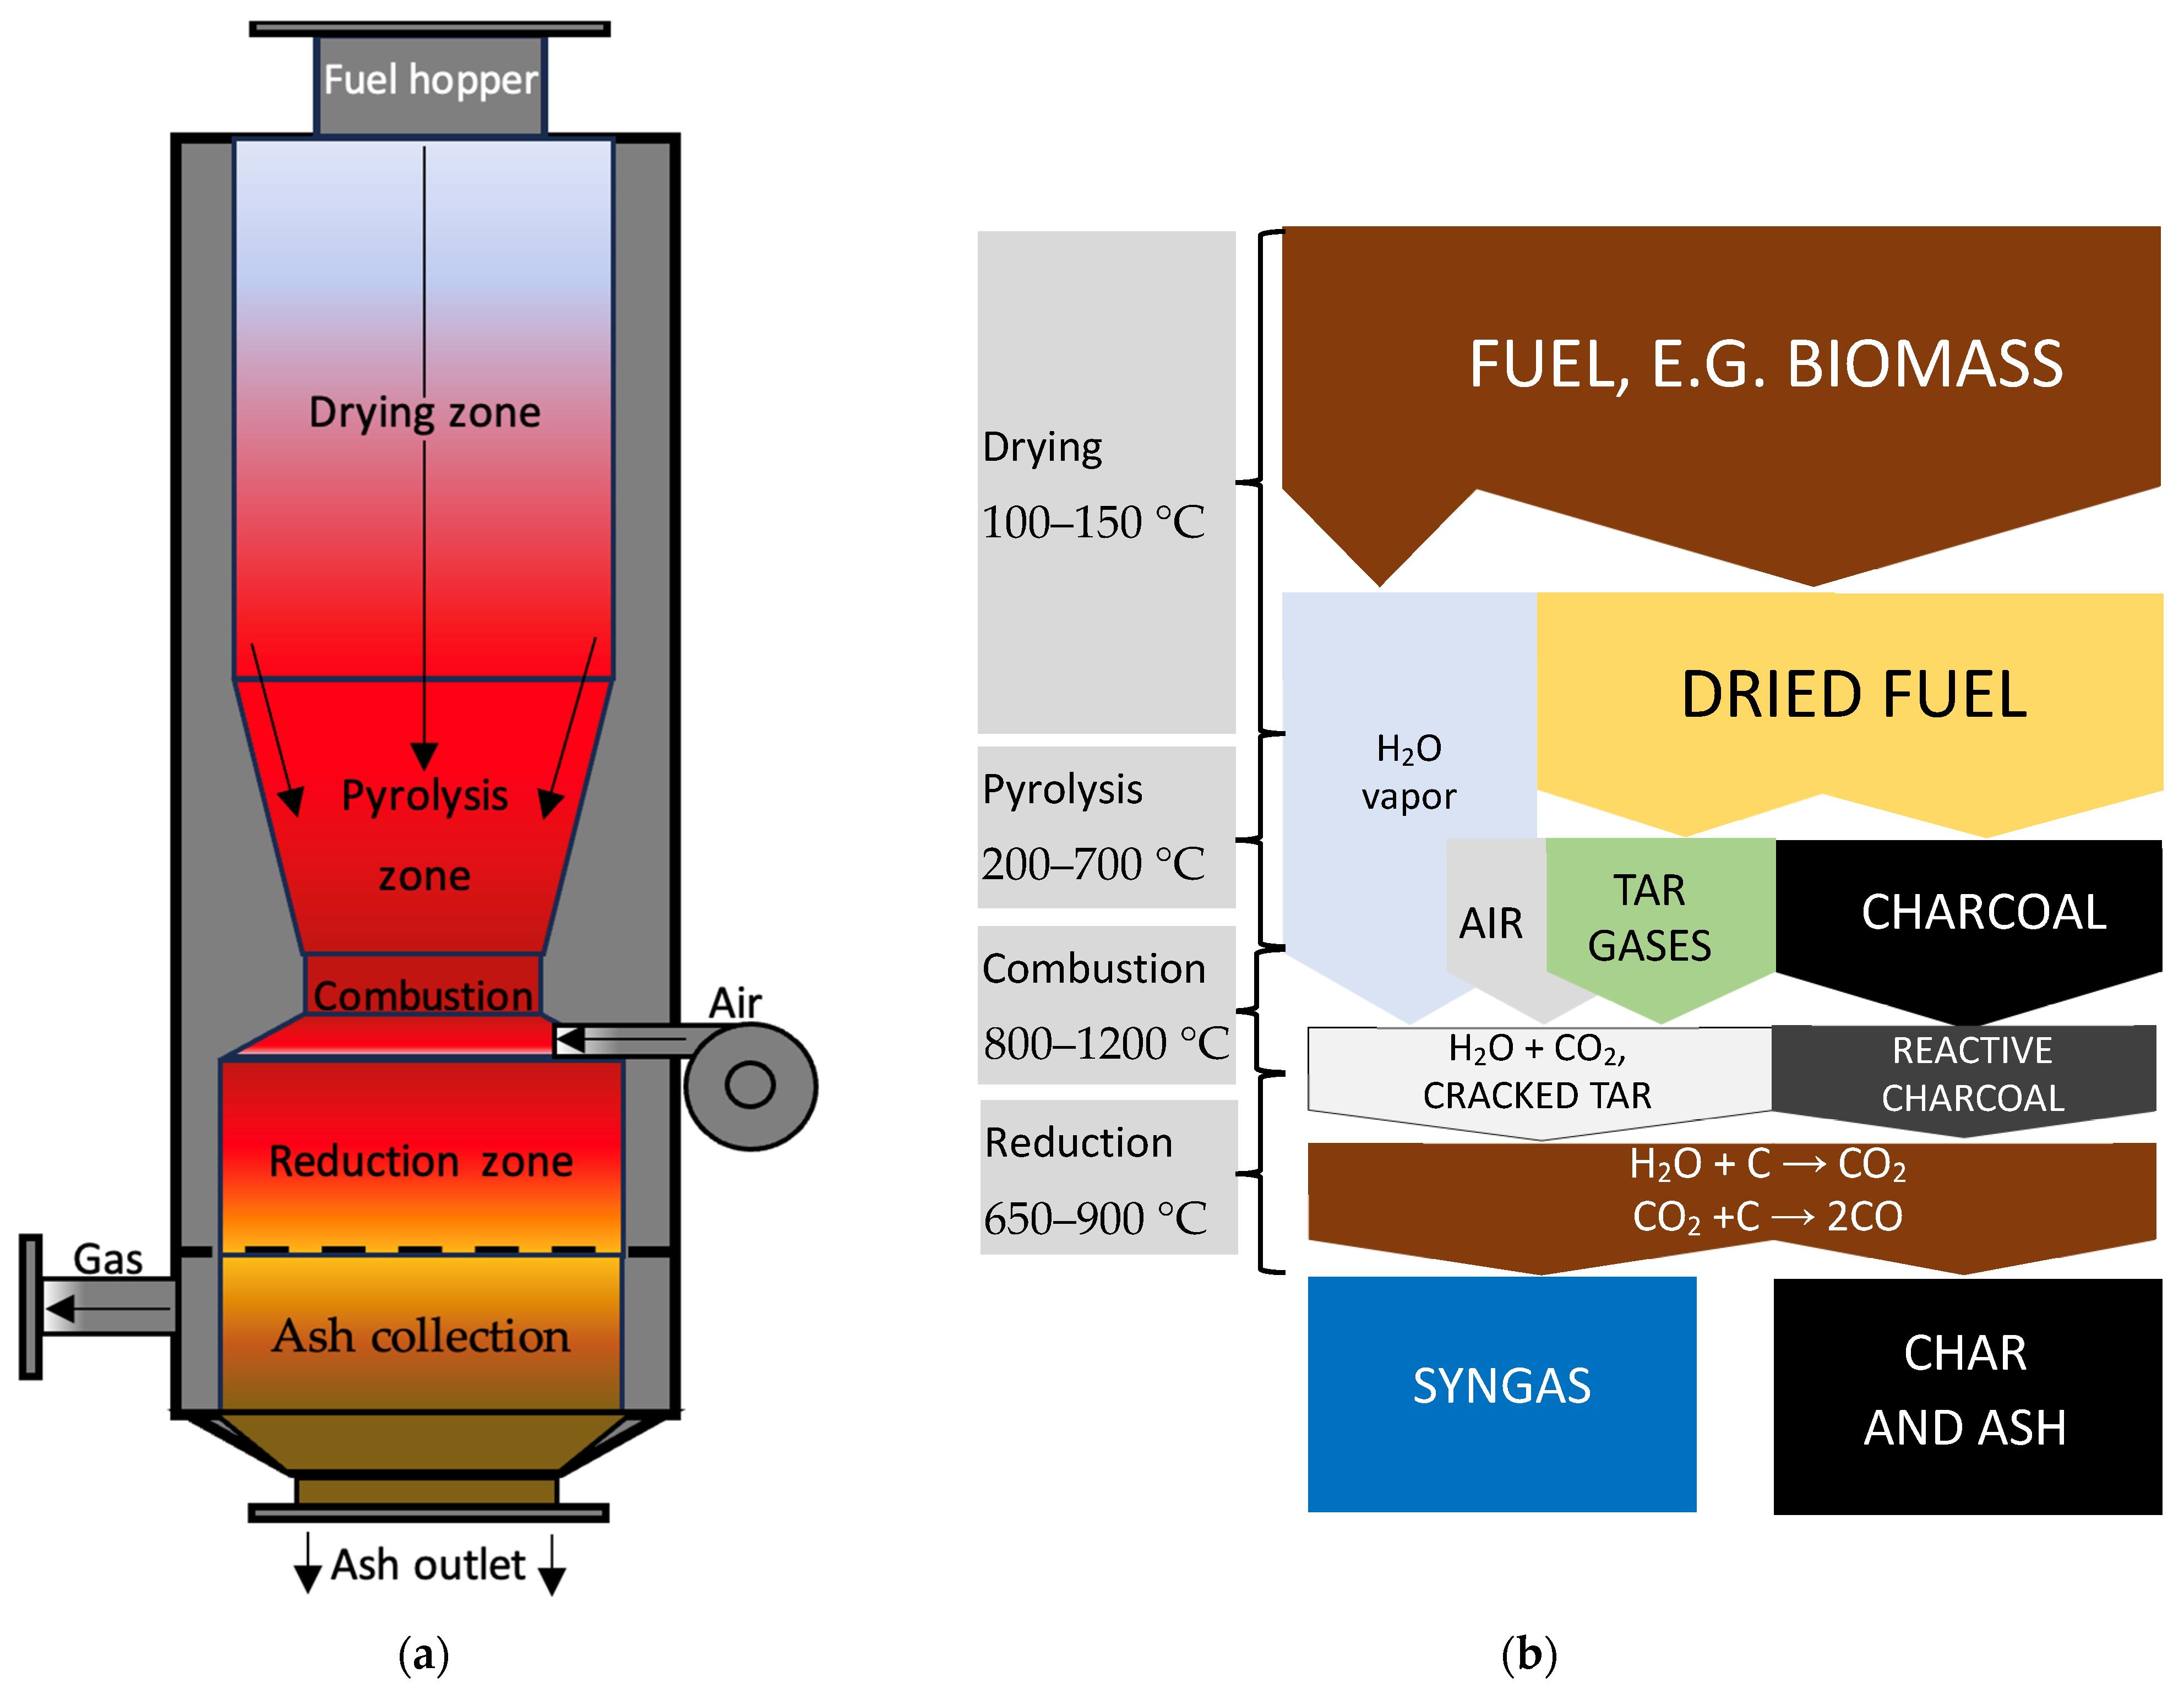 Fuel hopper
Drying zone
Pyrolysis
zone
Combustion
Air
Reduction zone
Gas
Ash collection
Ash outlet
(a)
Drying
100–150 °C
Pyrolysis
200–700 °C
Combustion
800–1200 °C
Reduction
650–900 °C
FUEL, E.G. BIOMASS
DRIED FUEL
H₂O
vapor
AIR
TAR
GASES
CHARCOAL
H₂O + CO₂,
CRACKED TAR
REACTIVE
CHARCOAL
H₂O + C → CO₂
CO₂ +C → 2CO
SYNGAS
CHAR
AND ASH
(b)